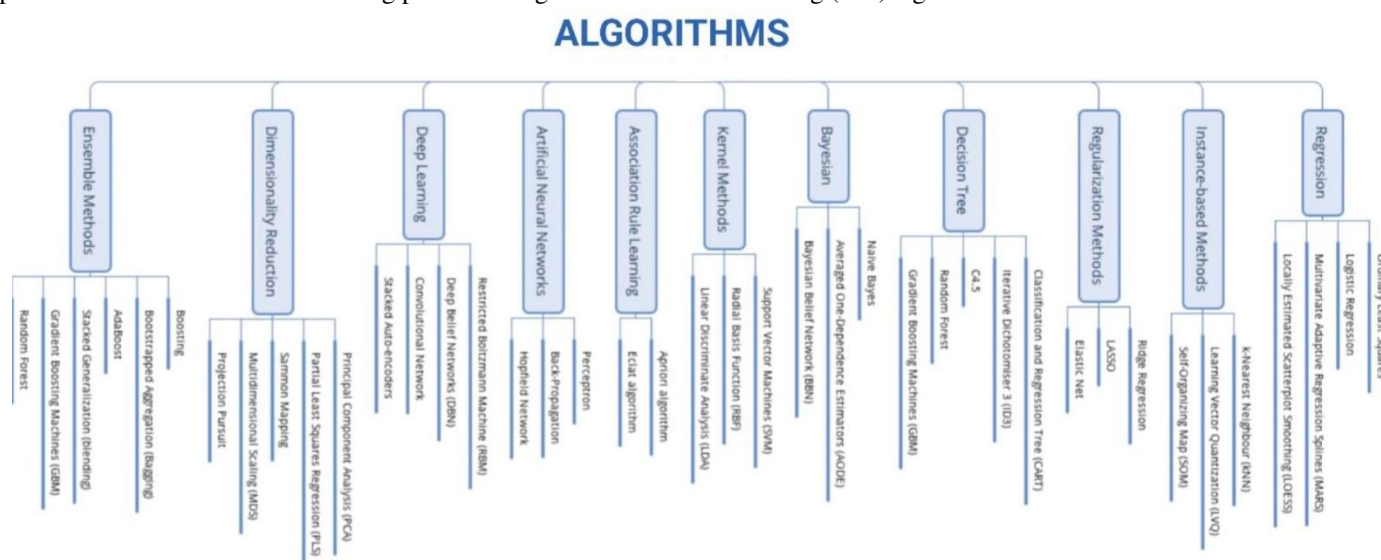 ALGORITHMS
Regression
Ordinary Least Squares
Logistic Regression
Multivariate Adaptive Regression Splines (MARS)
Locally Estimated Scatterplot Smoothing (LOESS)
Instance-based Methods
k-Nearest Neighbour (kNN)
Learning Vector Quantization (LVQ)
Self-Organizing Map (SOM)
Regularization Methods
Ridge Regression
LASSO
Elastic Net
Decision Tree
Classification and Regression Tree (CART)
Iterative Dichotomiser 3 (ID3)
C4.5
Random Forest
Gradient Boosting Machines (GBM)
Bayesian
Naive Bayes
Averaged One-Dependence Estimators (AODE)
Bayesian Belief Network (BBN)
Kernel Methods
Support Vector Machines (SVM)
Radial Basis Function (RBF)
Linear Discriminate Analysis (LDA)
Association Rule Learning
Apriori algorithm
Eclat algorithm
Artificial Neural Networks
Perceptron
Back-Propagation
Hopfield Network
Deep Learning
Restricted Boltzmann Machine (RBM)
Deep Belief Networks (DBN)
Convolutional Network
Stacked Auto-encoders
Dimensionality Reduction
Principal Component Analysis (PCA)
Partial Least Squares Regression (PLS)
Sammon Mapping
Multidimensional Scaling (MDS)
Projection Pursuit
Ensemble Methods
Boosting
Bootstrapped Aggregation (Bagging)
AdaBoost
Stacked Generalization (blending)
Gradient Boosting Machines (GBM)
Random Forest